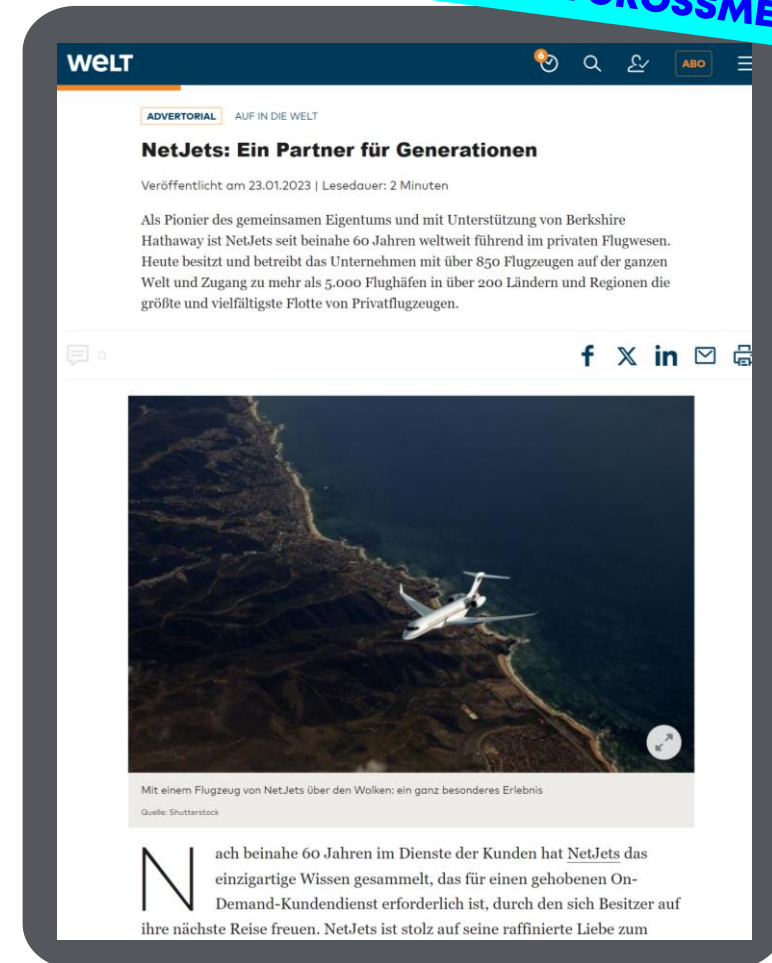 WELT
6
ABO
ADVERTORIAL AUF IN DIE WELT
NetJets: Ein Partner für Generationen
Veröffentlicht am 23.01.2023 | Lesedauer: 2 Minuten
Als Pionier des gemeinsamen Eigentums und mit Unterstützung von Berkshire
Hathaway ist NetJets seit beinahe 60 Jahren weltweit führend im privaten Flugwesen.
Heute besitzt und betreibt das Unternehmen mit über 850 Flugzeugen auf der ganzen
Welt und Zugang zu mehr als 5.000 Flughäfen in über 200 Ländern und Regionen die
größte und vielfältigste Flotte von Privatflugzeugen.
0
f X in
Mit einem Flugzeug von NetJets über den Wolken: ein ganz besonderes Erlebnis
Quelle: Shutterstock
Nach beinahe 60 Jahren im Dienste der Kunden hat NetJets das
einzigartige Wissen gesammelt, das für einen gehobenen On-
Demand-Kundendienst erforderlich ist, durch den sich Besitzer auf
ihre nächste Reise freuen. NetJets ist stolz auf seine raffinierte Liebe zum